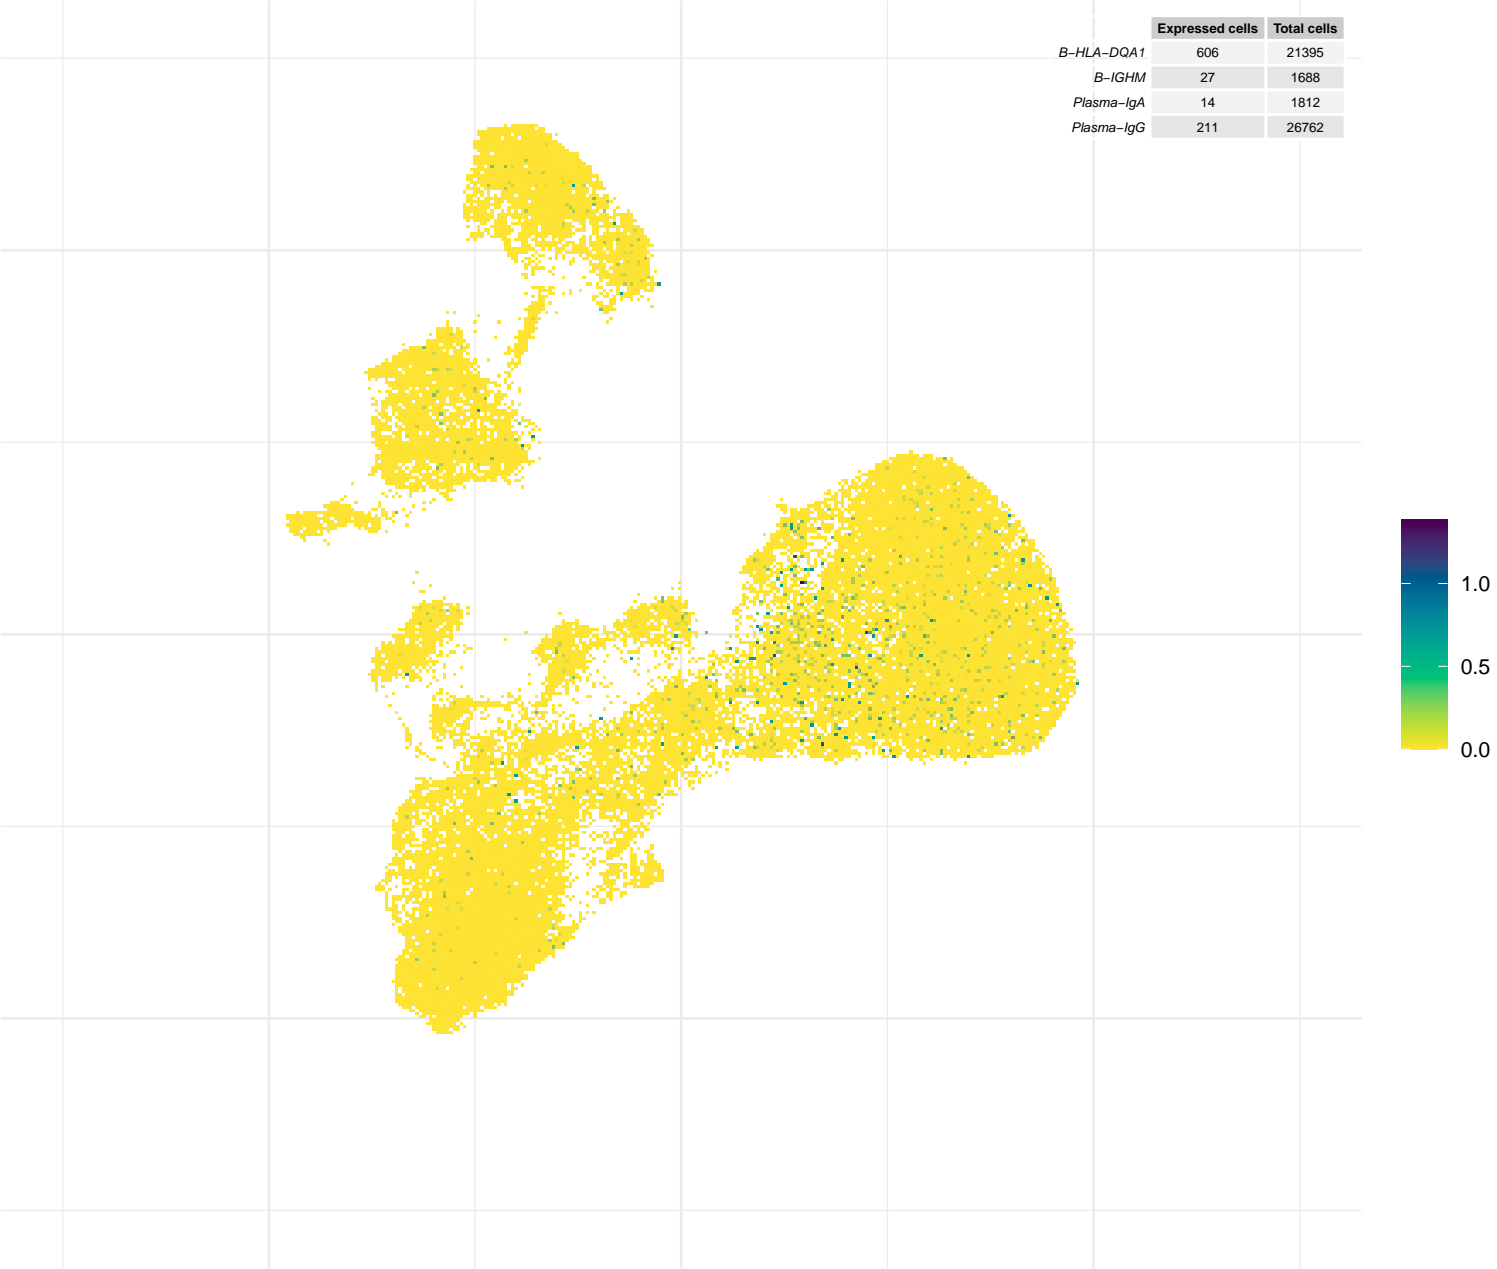 Expressed cells Total cells
B−HLA−DQA1 606 21395
B−IGHM 27 1688
Plasma−IgA 14 1812
Plasma−IgG 211 26762
1.0
0.5
0.0